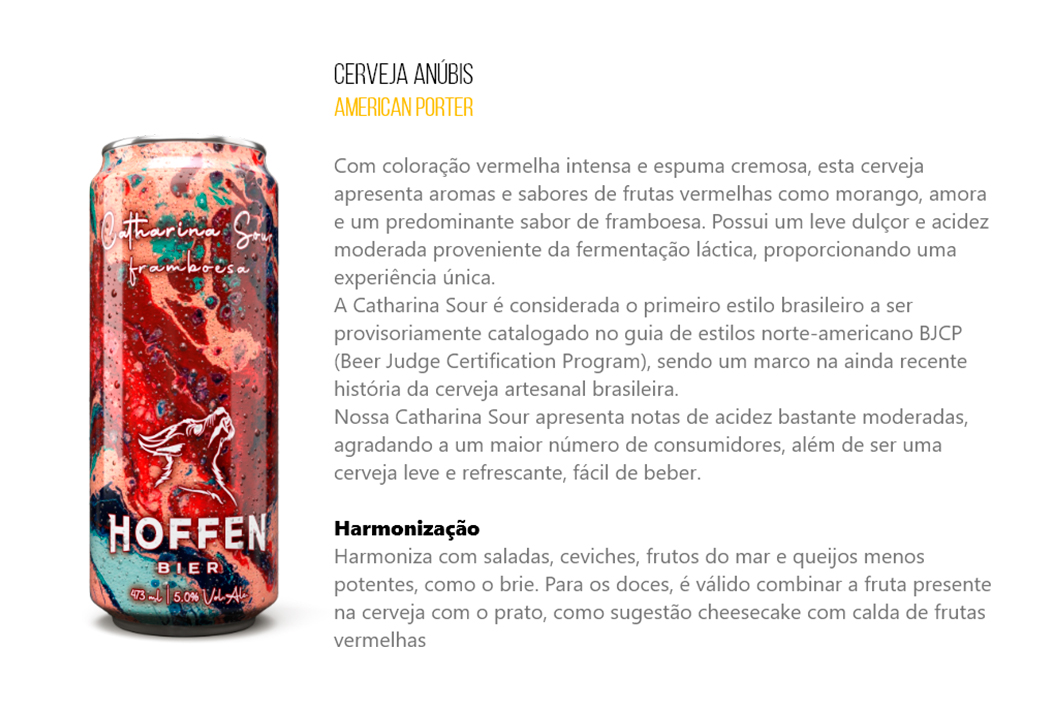 CERVEJA ANÚBIS
AMERICAN PORTER
Com coloração vermelha intensa e espuma cremosa, esta cerveja
apresenta aromas e sabores de frutas vermelhas como morango, amora
e um predominante sabor de framboesa. Possui um leve dulçor e acidez
moderada proveniente da fermentação láctica, proporcionando uma
experiência única.
A Catharina Sour é considerada o primeiro estilo brasileiro a ser
provisoriamente catalogado no guia de estilos norte-americano BJCP
(Beer Judge Certification Program), sendo um marco na ainda recente
história da cerveja artesanal brasileira.
Nossa Catharina Sour apresenta notas de acidez bastante moderadas,
agradando a um maior número de consumidores, além de ser uma
cerveja leve e refrescante, fácil de beber.
Harmonização
Harmoniza com saladas, ceviches, frutos do mar e queijos menos
potentes, como o brie. Para os doces, é válido combinar a fruta presente
na cerveja com o prato, como sugestão cheesecake com calda de frutas
vermelhas
Catharina Sour
framboesa
HOFFEN
BIER
473 ml | 5.0% Vol. Alc